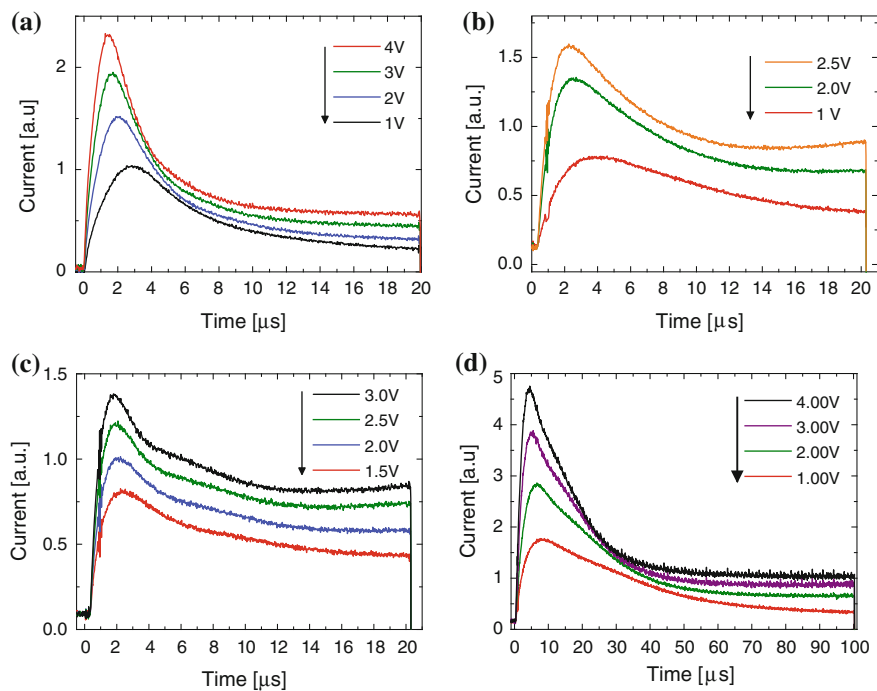 (a)
Current [a.u]
2
1
0
4V
3V
2V
1V
0 2 4 6 8 10 12 14 16 18 20
Time [μs]
(b)
Current [a.u.]
1.5
1.0
0.5
0.0
2.5V
2.0V
1 V
0 2 4 6 8 10 12 14 16 18 20
Time [μs]
(c)
Current [a.u.]
1.5
1.0
0.5
0.0
3.0V
2.5V
2.0V
1.5V
0 2 4 6 8 10 12 14 16 18 20
Time [μs]
(d)
Current [a.u.]
5
4
3
2
1
0
4.00V
3.00V
2.00V
1.00V
0 10 20 30 40 50 60 70 80 90 100
Time [μs]